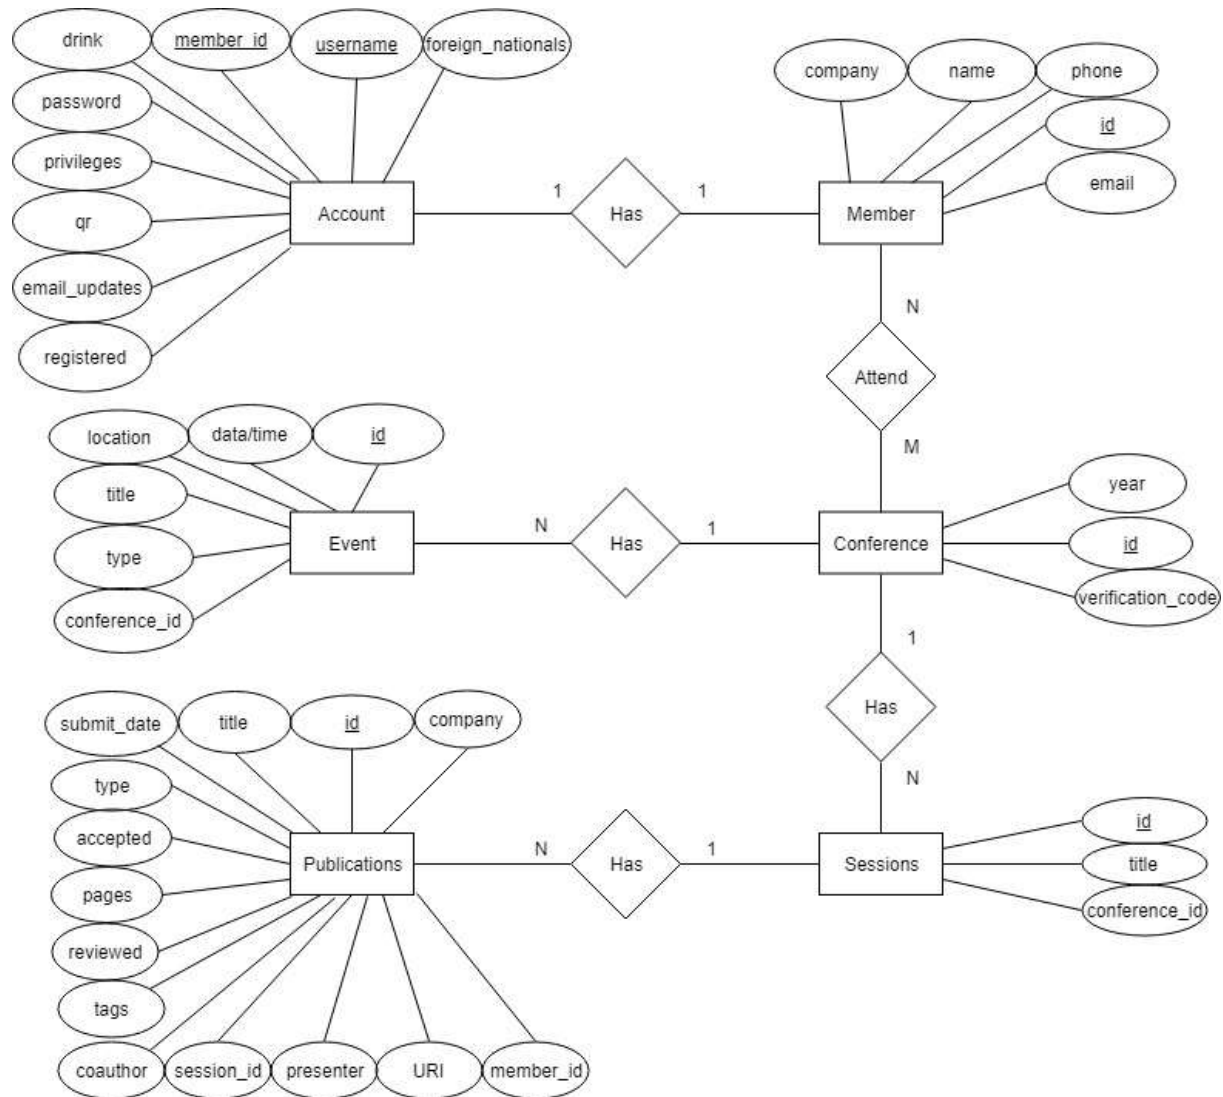 drink
member_id
username
foreign_nationals
password
privileges
qr
email_updates
registered
Account
1
Has
1
company
name
phone
id
email
Member
N
Attend
M
location
data/time
id
title
type
conference_id
Event
N
Has
1
Conference
year
id
verification_code
1
Has
N
submit_date
title
id
company
type
accepted
pages
reviewed
tags
coauthor
session_id
presenter
URI
member_id
Publications
N
Has
1
Sessions
id
title
conference_id